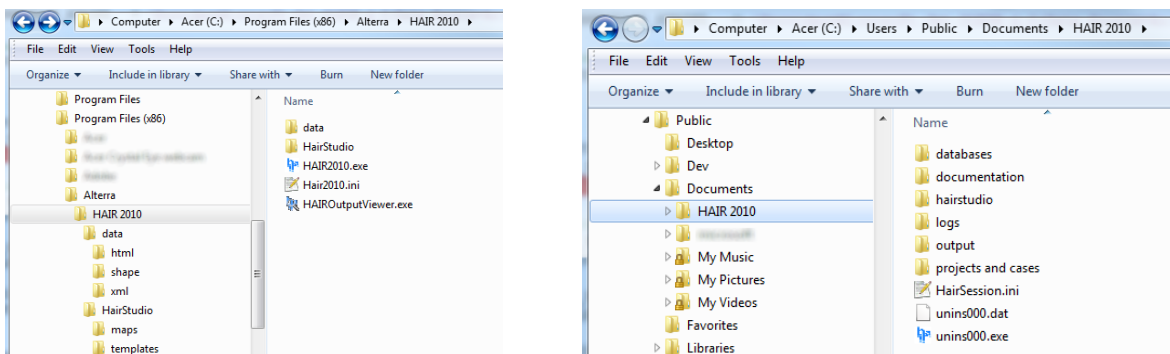 Computer ▸ Acer (C:) ▸ Program Files (x86) ▸ Alterra ▸ HAIR 2010 ▸
File Edit View Tools Help
Organize ▾ Include in library ▾ Share with ▾ Burn New folder
Program Files
Program Files (x86)
Alterra
HAIR 2010
data
html
shape
xml
HairStudio
maps
templates
Name
data
HairStudio
HAIR2010.exe
Hair2010.ini
HAIROutputViewer.exe
Computer ▸ Acer (C:) ▸ Users ▸ Public ▸ Documents ▸ HAIR 2010 ▸
File Edit View Tools Help
Organize ▾ Include in library ▾ Share with ▾ Burn New folder
Public
Desktop
Dev
Documents
HAIR 2010
My Music
My Pictures
My Videos
Favorites
Libraries
Name
databases
documentation
hairstudio
logs
output
projects and cases
HairSession.ini
unins000.dat
unins000.exe